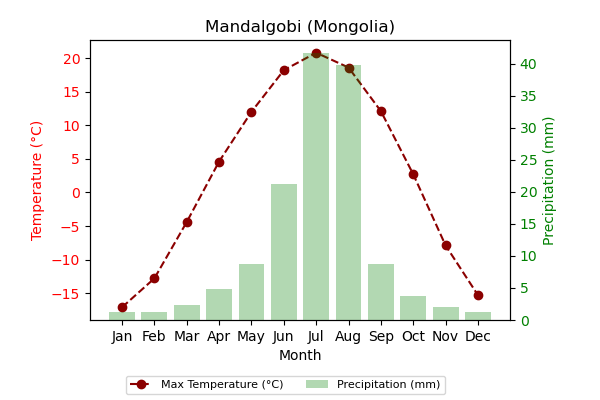 Mandalgobi (Mongolia)
20
15
10
5
0
−5
−10
−15
Temperature (°C)
40
35
30
25
20
15
10
5
0
Precipitation (mm)
Jan Feb Mar Apr May Jun Jul Aug Sep Oct Nov Dec
Month
Max Temperature (°C) Precipitation (mm)